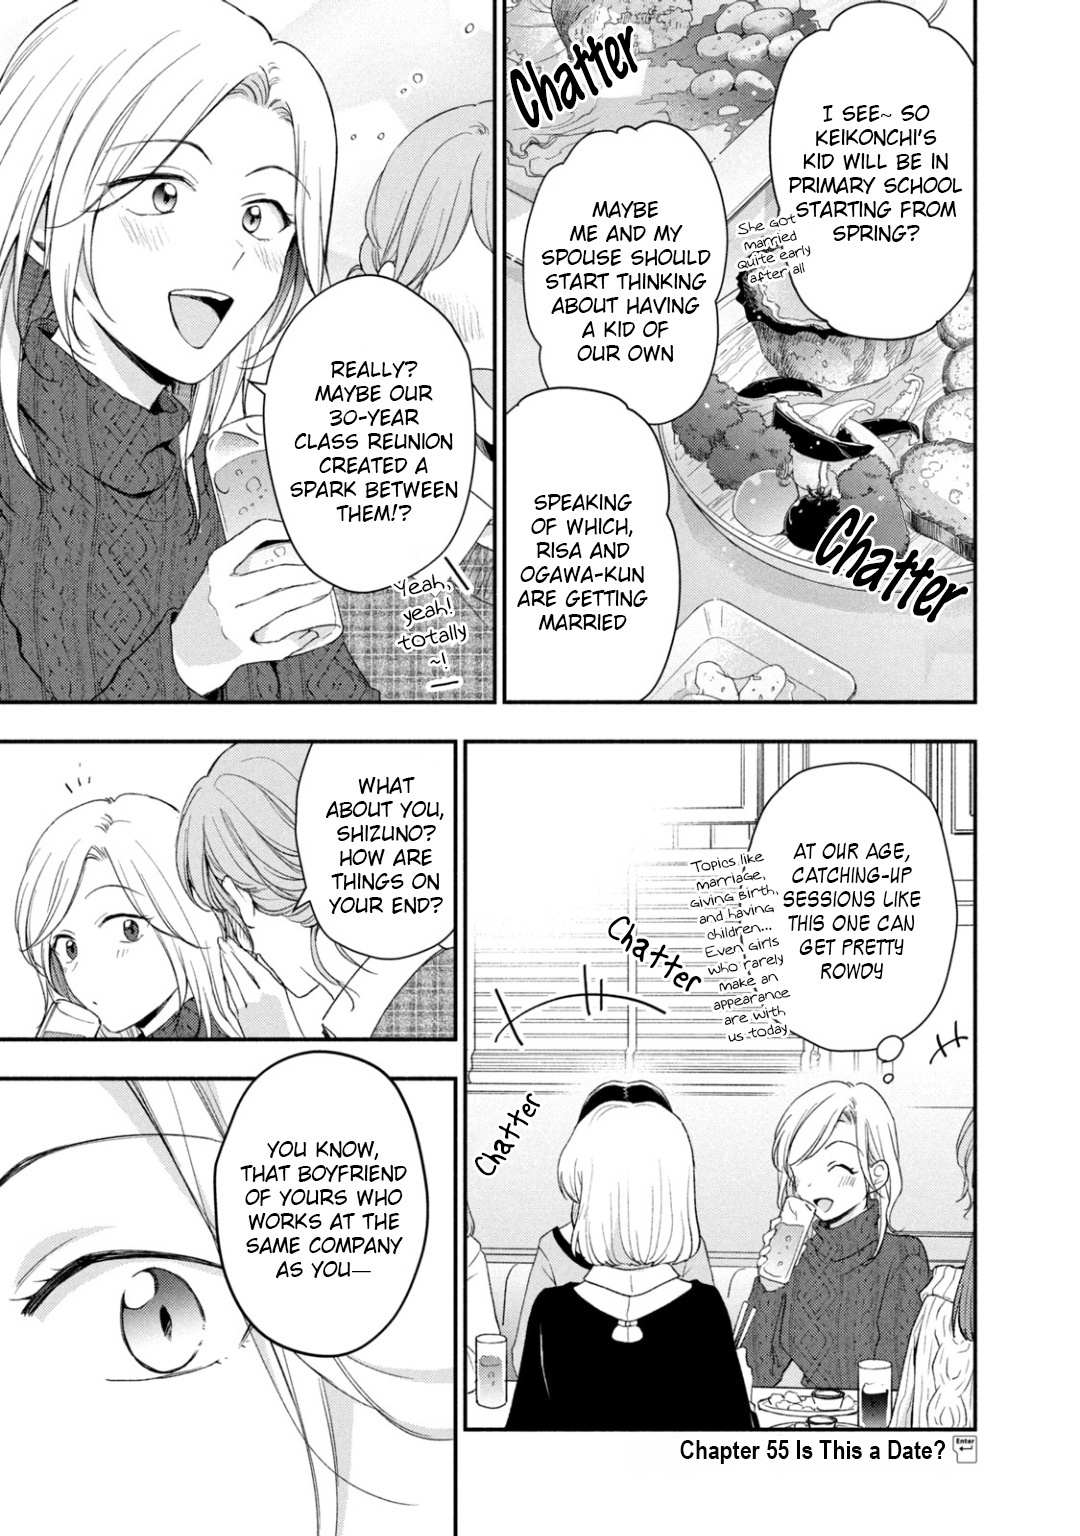 Chatter
I SEE~ SO
KEIKONCHI'S
KID WILL BE IN
PRIMARY SCHOOL
STARTING FROM
SPRING?
She got
married
quite early
after all
MAYBE
ME AND MY
SPOUSE SHOULD
START THINKING
ABOUT HAVING
A KID OF
OUR OWN
SPEAKING
OF WHICH,
RISA AND
OGAWA-KUN
ARE GETTING
MARRIED
Chatter
REALLY?
MAYBE OUR
30-YEAR
CLASS REUNION
CREATED A
SPARK BETWEEN
THEM!?
Yeah,
yeah!
totally
~!
AT OUR AGE,
CATCHING-UP
SESSIONS LIKE
THIS ONE CAN
GET PRETTY
ROWDY
Topics like
marriage,
giving birth,
and having
children...
Even girls
who rarely
make an
appearance
are with
us today
Chatter
Chatter
WHAT
ABOUT YOU,
SHIZUNO?
HOW ARE
THINGS ON
YOUR END?
YOU KNOW,
THAT BOYFRIEND
OF YOURS WHO
WORKS AT THE
SAME COMPANY
AS YOU—
Chapter 55 Is This a Date?
Enter